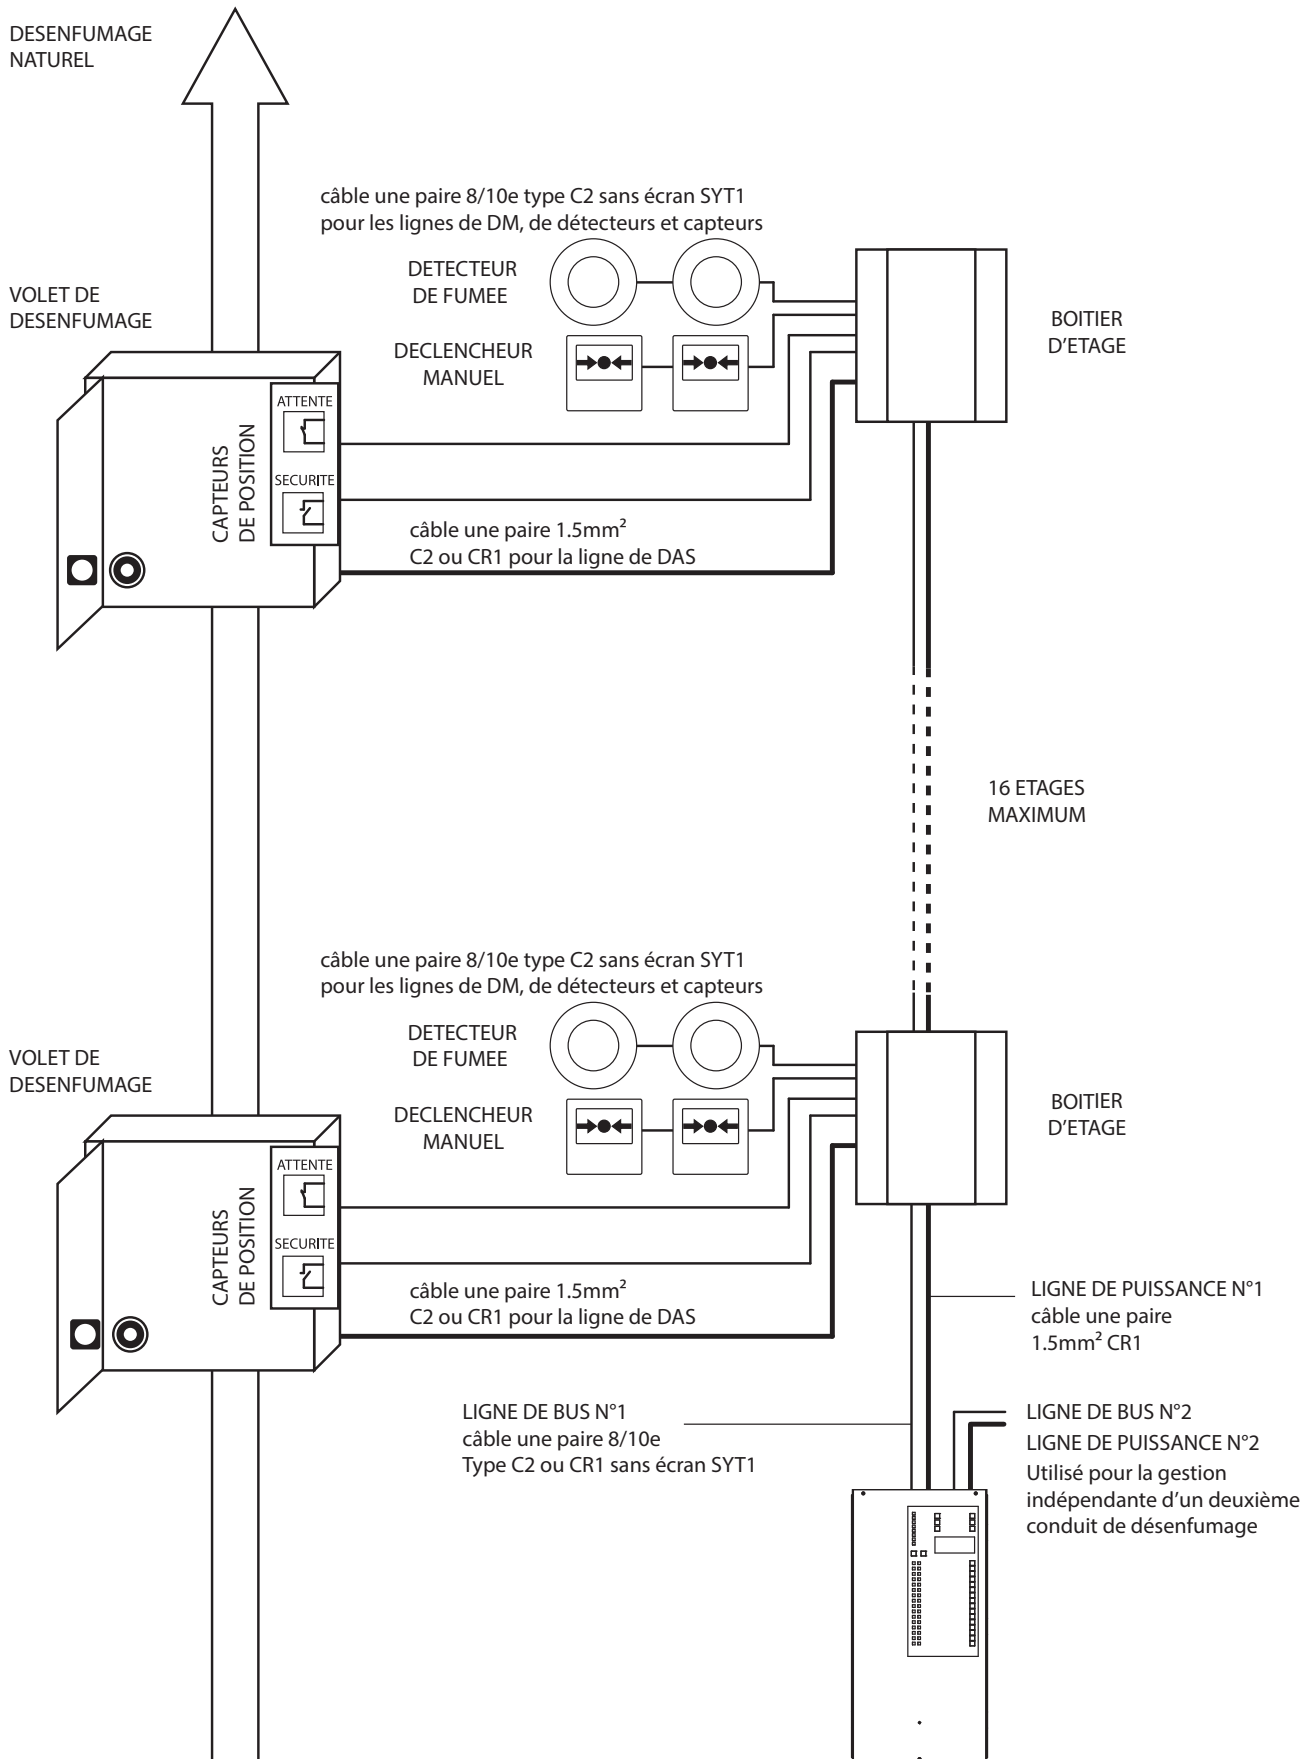 DESENFUMAGE
NATUREL
câble une paire 8/10e type C2 sans écran SYT1
pour les lignes de DM, de détecteurs et capteurs
DETECTEUR
DE FUMEE
VOLET DE
DESENFUMAGE
BOITIER
D’ETAGE
DECLENCHEUR
MANUEL
ATTENTE
CAPTEURS
DE POSITION
SECURITE
câble une paire 1.5mm²
C2 ou CR1 pour la ligne de DAS
16 ETAGES
MAXIMUM
câble une paire 8/10e type C2 sans écran SYT1
pour les lignes de DM, de détecteurs et capteurs
DETECTEUR
DE FUMEE
VOLET DE
DESENFUMAGE
BOITIER
D’ETAGE
DECLENCHEUR
MANUEL
ATTENTE
CAPTEURS
DE POSITION
SECURITE
câble une paire 1.5mm²
C2 ou CR1 pour la ligne de DAS
LIGNE DE PUISSANCE N°1
câble une paire
1.5mm² CR1
LIGNE DE BUS N°1
câble une paire 8/10e
Type C2 ou CR1 sans écran SYT1
LIGNE DE BUS N°2
LIGNE DE PUISSANCE N°2
Utilisé pour la gestion
indépendante d’un deuxième
conduit de désenfumage